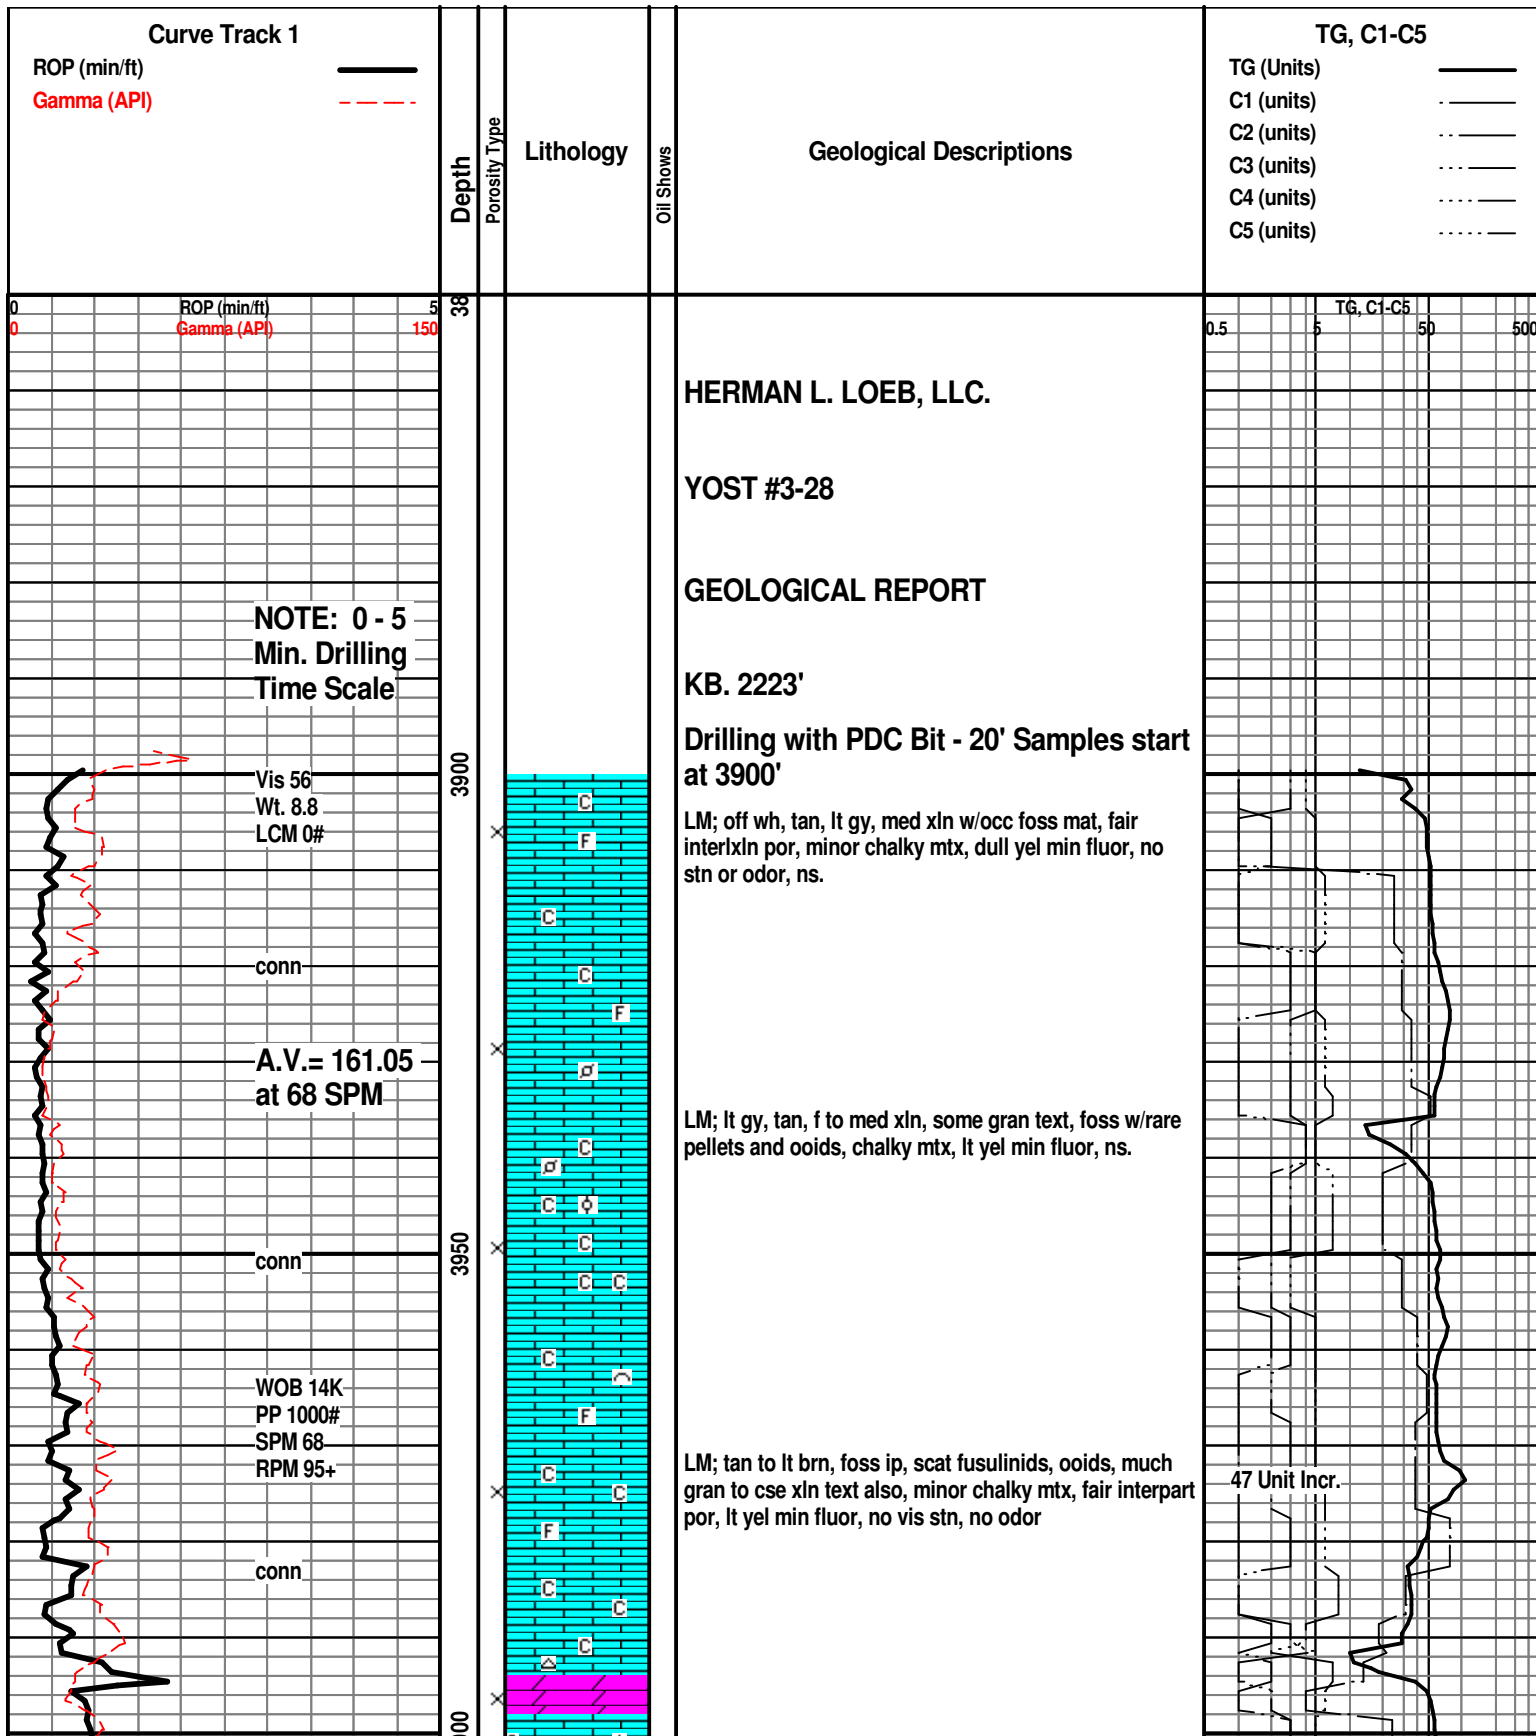 Curve Track 1
ROP (min/ft)
Gamma (API)
Depth
Porosity Type
Lithology
Oil Shows
Geological Descriptions
TG, C1-C5
TG (Units)
C1 (units)
C2 (units)
C3 (units)
C4 (units)
C5 (units)
0 ROP (min/ft) 5
0 Gamma (API) 150
38
TG, C1-C5
0.5 5 50 500
HERMAN L. LOEB, LLC.
YOST #3-28
GEOLOGICAL REPORT
NOTE: 0 - 5
Min. Drilling
Time Scale
KB. 2223'
Drilling with PDC Bit - 20' Samples start
at 3900'
3900
Vis 56
Wt. 8.8
LCM 0#
C
F
LM; off wh, tan, lt gy, med xln w/occ foss mat, fair
interlxln por, minor chalky mtx, dull yel min fluor, no
stn or odor, ns.
C
conn
C
F
A.V.= 161.05
at 68 SPM
LM; lt gy, tan, f to med xln, some gran text, foss w/rare
pellets and ooids, chalky mtx, lt yel min fluor, ns.
C
C
C
3950
conn
C C
C
WOB 14K
PP 1000#
SPM 68
RPM 95+
F
LM; tan to lt brn, foss ip, scat fusulinids, ooids, much
gran to cse xln text also, minor chalky mtx, fair interpart
por, lt yel min fluor, no vis stn, no odor
47 Unit Incr.
C
C
F
conn
C
C
C
00